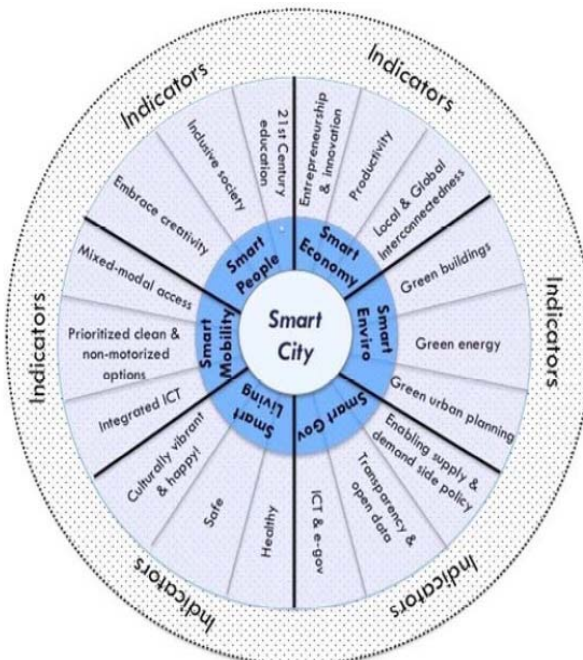 Smart
City
Smart
Economy
Smart
Enviro
Smart Gov
Smart
Living
Smart
Mobility
Smart
People
Entrepreneurship
& innovation
Productivity
Local & Global
Interconnectedness
Green buildings
Green energy
Green urban planning
Enabling supply &
demand side policy
Transparency &
open data
ICT & e-gov
Healthy
Safe
Culturally vibrant
& happy!
Integrated ICT
Prioritized clean &
non-motorized
options
Mixed-modal access
Embrace creativity
Inclusive society
21st Century
education
Indicators
Indicators
Indicators
Indicators
Indicators
Indicators